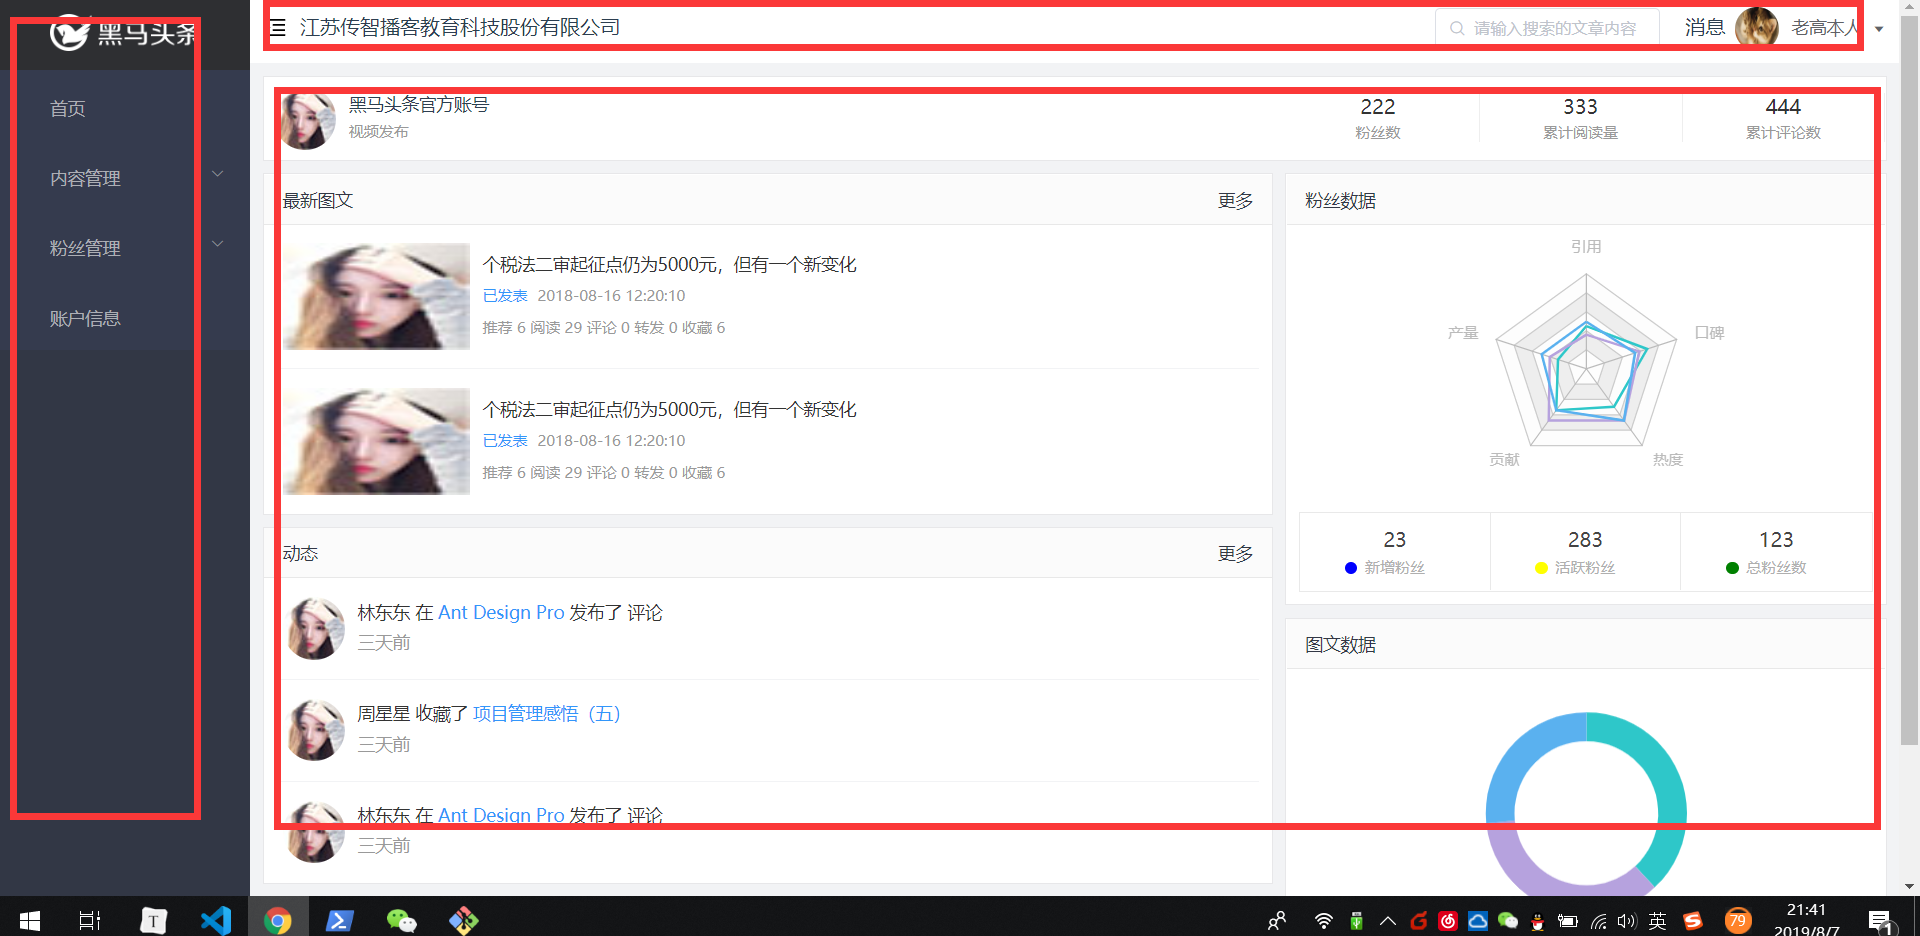 黑马头条
首页
内容管理
粉丝管理
账户信息
江苏传智播客教育科技股份有限公司
请输入搜索的文章内容
消息
老高本人
黑马头条官方账号
视频发布
222
粉丝数
333
累计阅读量
444
累计评论数
最新图文 更多
个税法二审起征点仍为5000元，但有一个新变化
已发表 2018-08-16 12:20:10
推荐 6 阅读 29 评论 0 转发 0 收藏 6
个税法二审起征点仍为5000元，但有一个新变化
已发表 2018-08-16 12:20:10
推荐 6 阅读 29 评论 0 转发 0 收藏 6
动态 更多
林东东 在 Ant Design Pro 发布了 评论
三天前
周星星 收藏了 项目管理感悟（五）
三天前
林东东 在 Ant Design Pro 发布了 评论
三天前
粉丝数据
引用
产量
口碑
贡献
热度
23
新增粉丝
283
活跃粉丝
123
总粉丝数
图文数据
T
英
79
21:41
2019/8/7
1